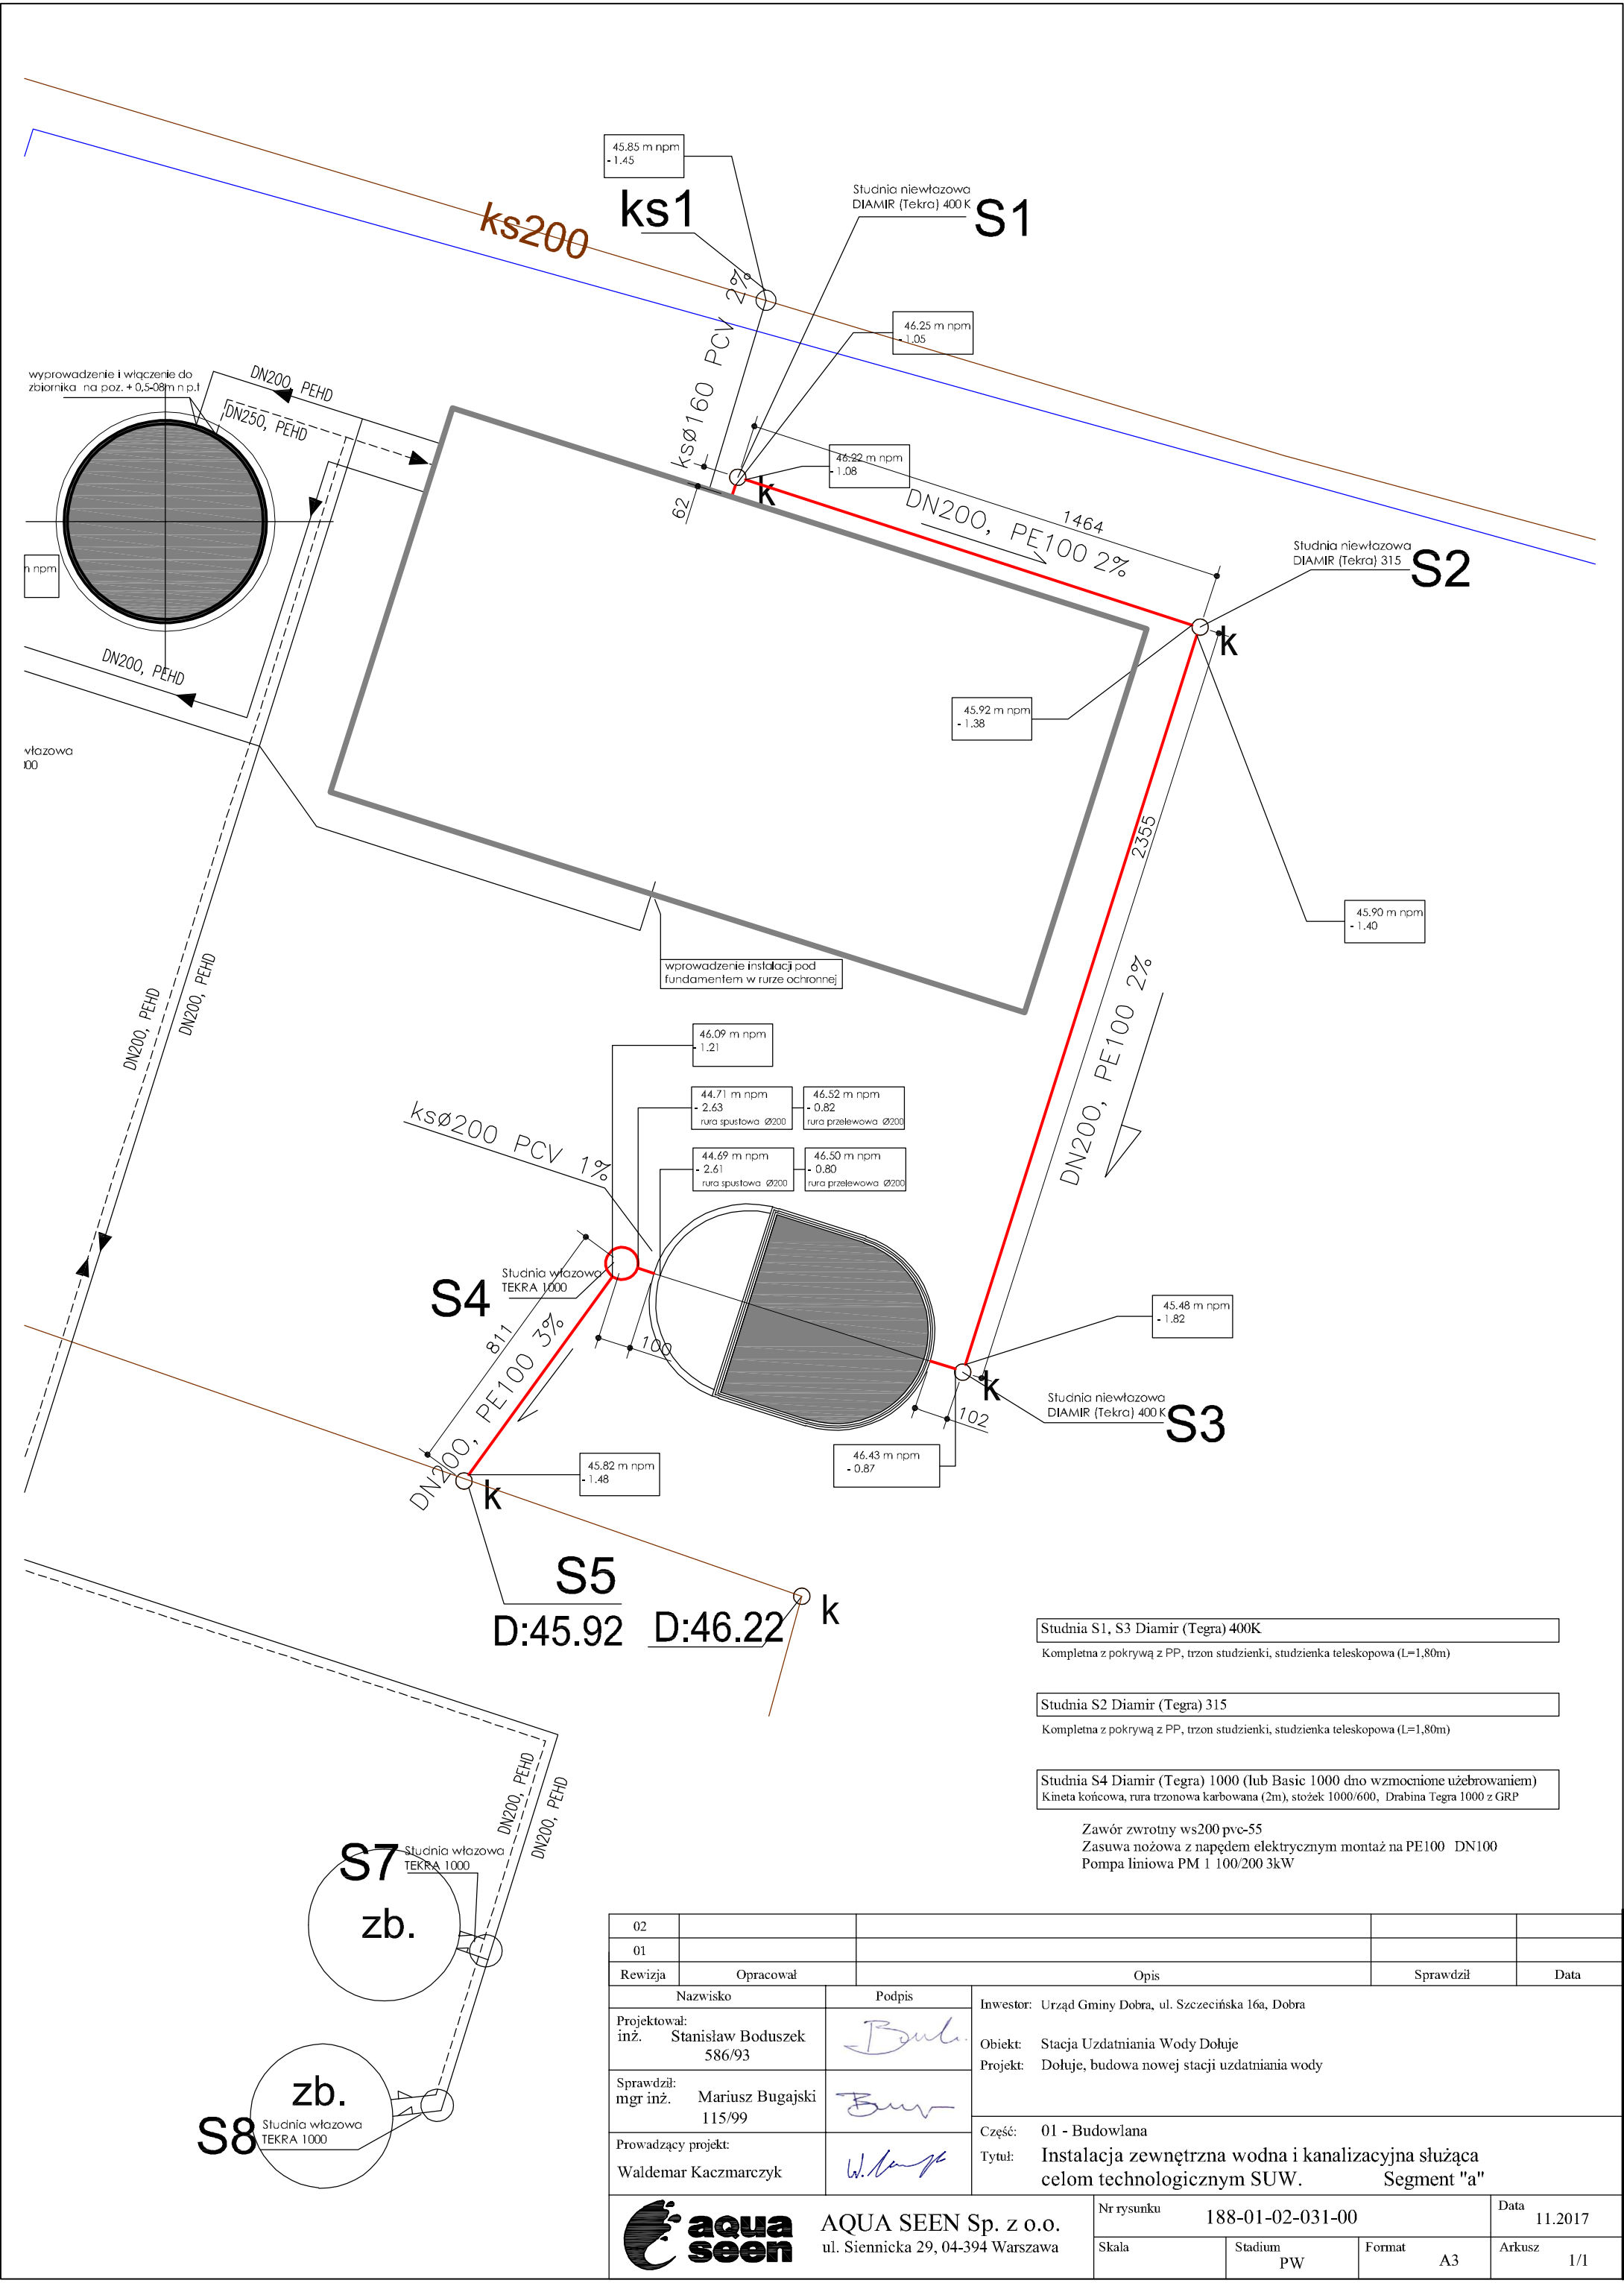 45.85 m npm
- 1.45
ks1
ks200
Studnia niewłazowa
DIAMIR (Tekra) 400 K
S1
46.25 m npm
- 1.05
ksø160 PCV 2%
wyprowadzenie i włączenie do
zbiornika na poz. + 0,5-08m n p.t
DN200, PEHD
DN250, PEHD
46.22 m npm
- 1.08
k
62
DN200, PE100 2%
1464
Studnia niewłazowa
DIAMIR (Tekra) 315
S2
k
n npm
DN200, PEHD
45.92 m npm
- 1.38
włazowa
2355
45.90 m npm
- 1.40
wprowadzenie instalacji pod
fundamentem w rurze ochronnej
DN200, PEHD
DN200, PEHD
DN200, PE100 2%
46.09 m npm
- 1.21
44.71 m npm
- 2.63
rura spustowa Ø200
46.52 m npm
- 0.82
rura przelewowa Ø200
44.69 m npm
- 2.61
rura spustowa Ø200
46.50 m npm
- 0.80
rura przelewowa Ø200
ksø200 PCV 1%
S4
Studnia włazowa
TEKRA 1000
811
100
DN200, PE100 3%
45.48 m npm
- 1.82
k
Studnia niewłazowa
DIAMIR (Tekra) 400 K
S3
102
46.43 m npm
- 0.87
45.82 m npm
- 1.48
k
S5
D:45.92
D:46.22
k
Studnia S1, S3 Diamir (Tegra) 400K
Kompletna z pokrywą z PP, trzon studzienki, studzienka teleskopowa (L=1,80m)
Studnia S2 Diamir (Tegra) 315
Kompletna z pokrywą z PP, trzon studzienki, studzienka teleskopowa (L=1,80m)
Studnia S4 Diamir (Tegra) 1000 (lub Basic 1000 dno wzmocnione użebrowaniem)
Kineta końcowa, rura trzonowa karbowana (2m), stożek 1000/600, Drabina Tegra 1000 z GRP
Zawór zwrotny ws200 pvc-55
Zasuwa nożowa z napędem elektrycznym montaż na PE100 DN100
Pompa liniowa PM 1 100/200 3kW
DN200, PEHD
DN200, PEHD
S7
Studnia włazowa
TEKRA 1000
zb.
zb.
S8
Studnia włazowa
TEKRA 1000
02
01
Rewizja Opracował Opis Sprawdził Data
Nazwisko Podpis
Projektował:
inż. Stanisław Boduszek
586/93
Sprawdził:
mgr inż. Mariusz Bugajski
115/99
Prowadzący projekt:
Waldemar Kaczmarczyk
Inwestor: Urząd Gminy Dobra, ul. Szczecińska 16a, Dobra
Obiekt: Stacja Uzdatniania Wody Dołuje
Projekt: Dołuje, budowa nowej stacji uzdatniania wody
Część: 01 - Budowlana
Tytuł: Instalacja zewnętrzna wodna i kanalizacyjna służąca
celom technologicznym SUW. Segment "a"
aqua
seen
AQUA SEEN Sp. z o.o.
ul. Siennicka 29, 04-394 Warszawa
Nr rysunku 188-01-02-031-00
Data 11.2017
Skala
Stadium PW
Format A3
Arkusz 1/1